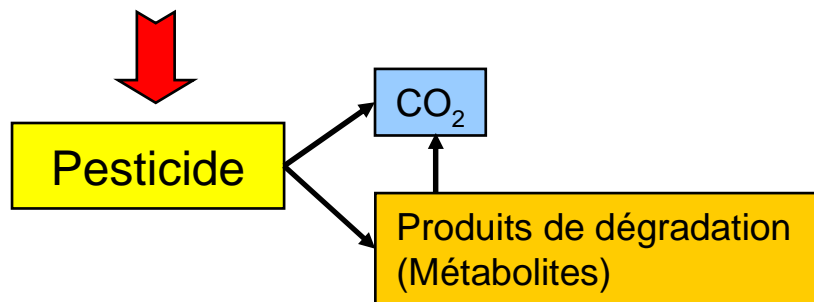 CO₂
Pesticide
Produits de dégradation
(Métabolites)